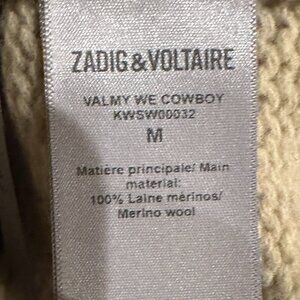 ZADIG&VOLTAIRE
VALMY WE COWBOY
KWSW00032
M
Matière principale/ Main
material:
100% Laine mérinos/
Merino wool